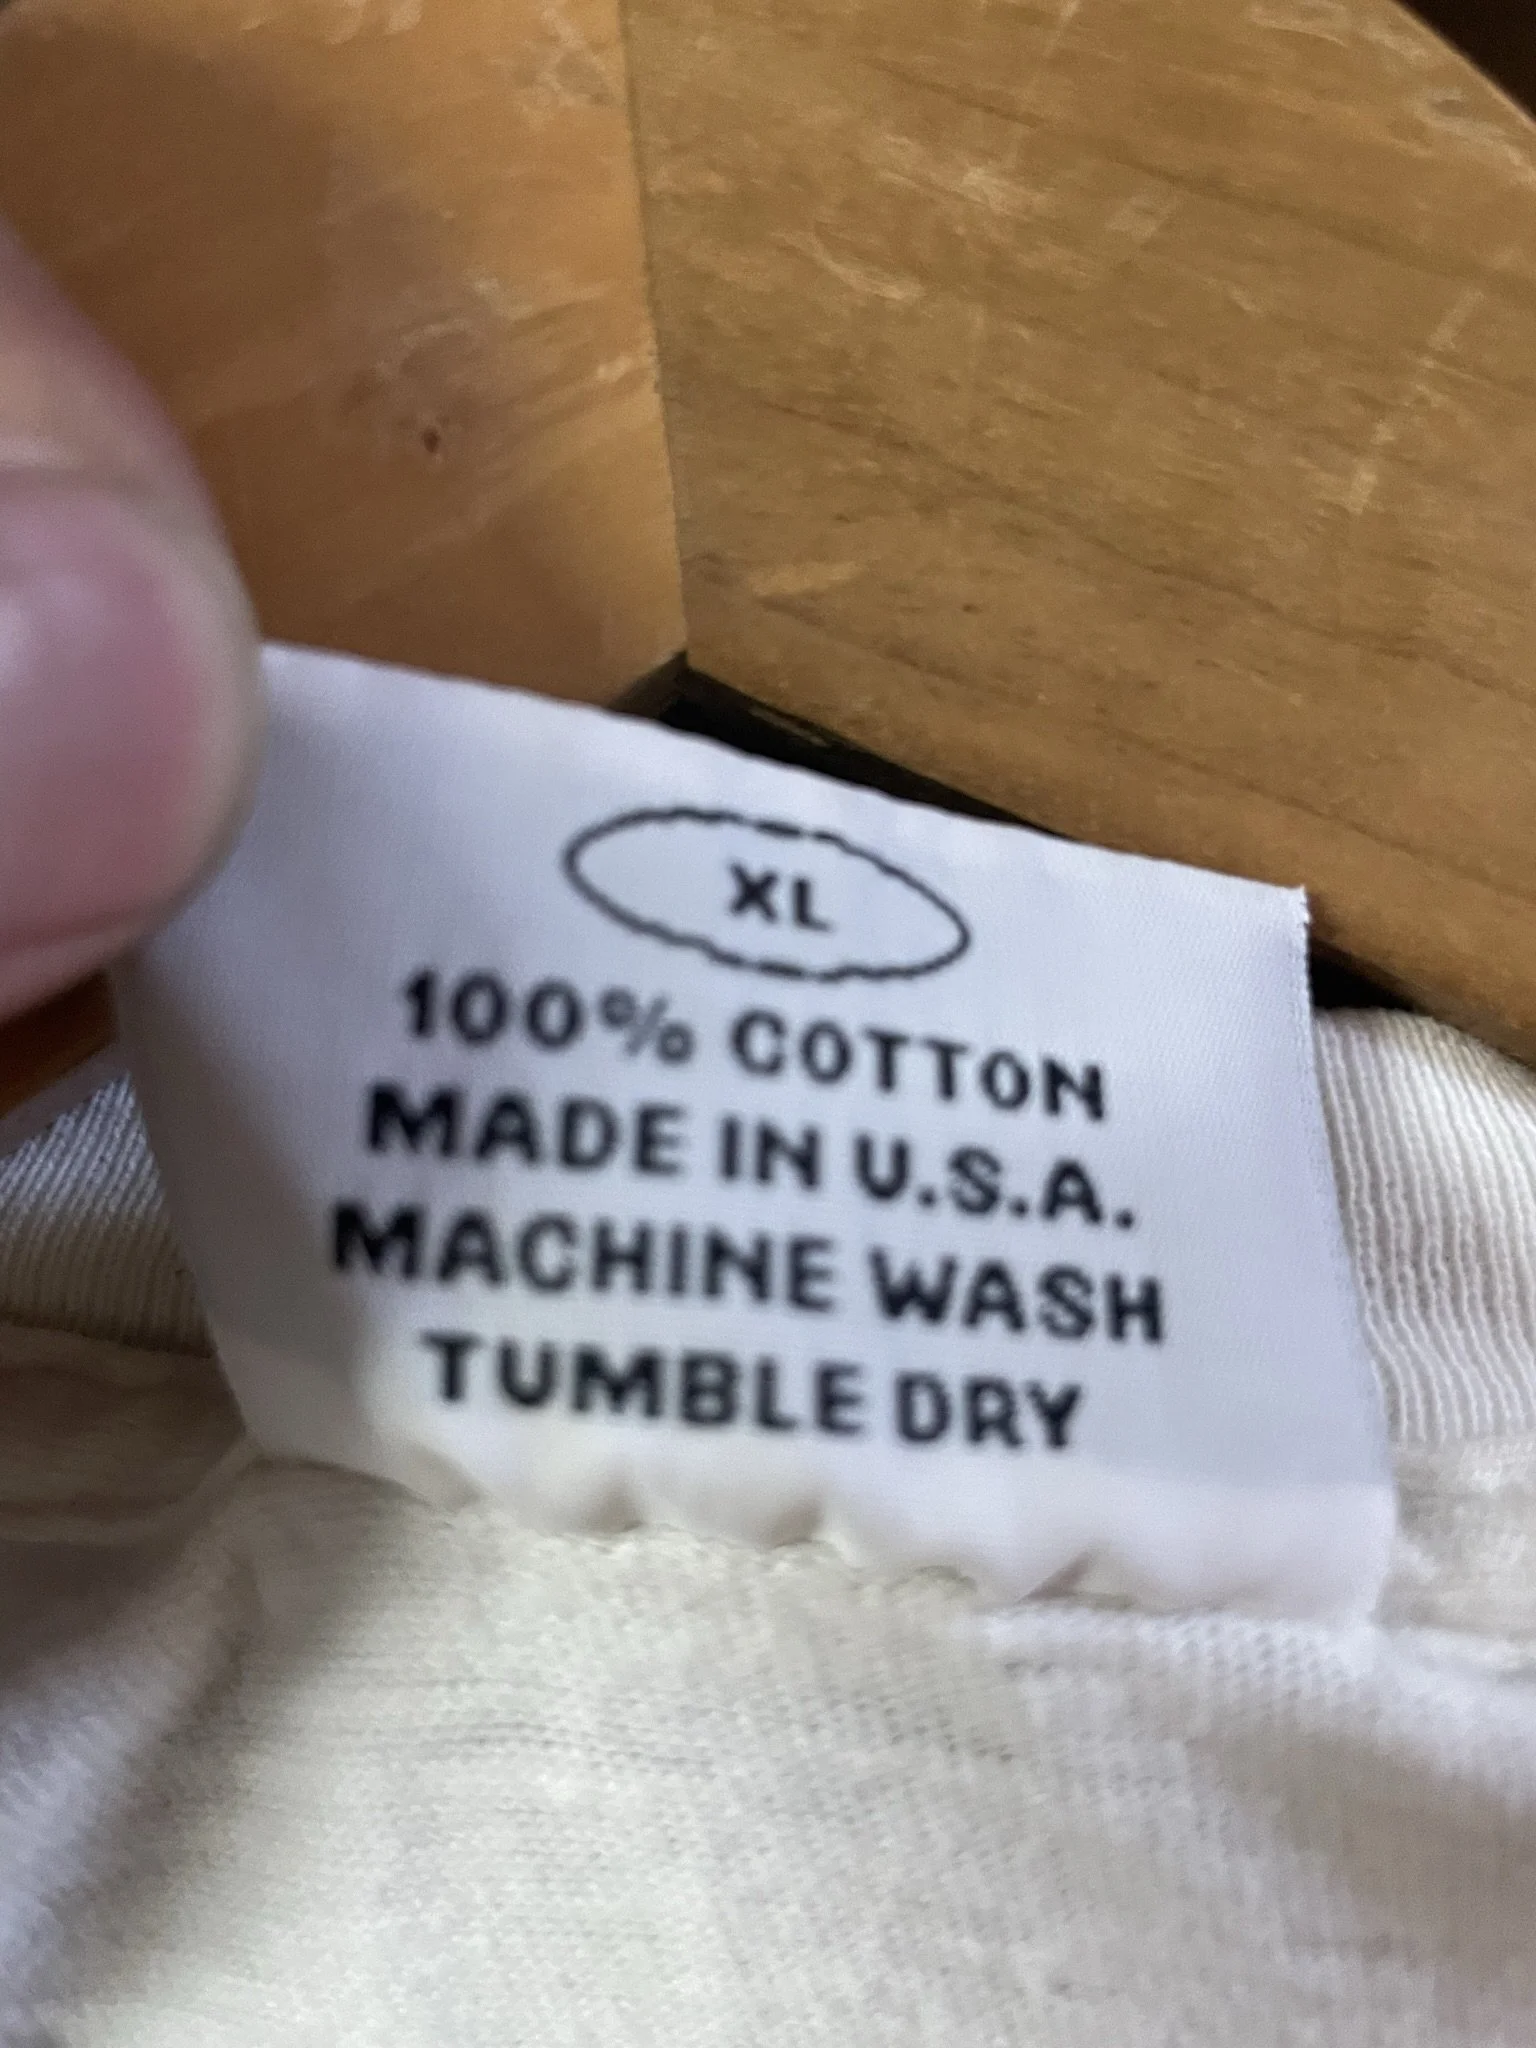 XL
100% COTTON
MADE IN U.S.A.
MACHINE WASH
TUMBLE DRY